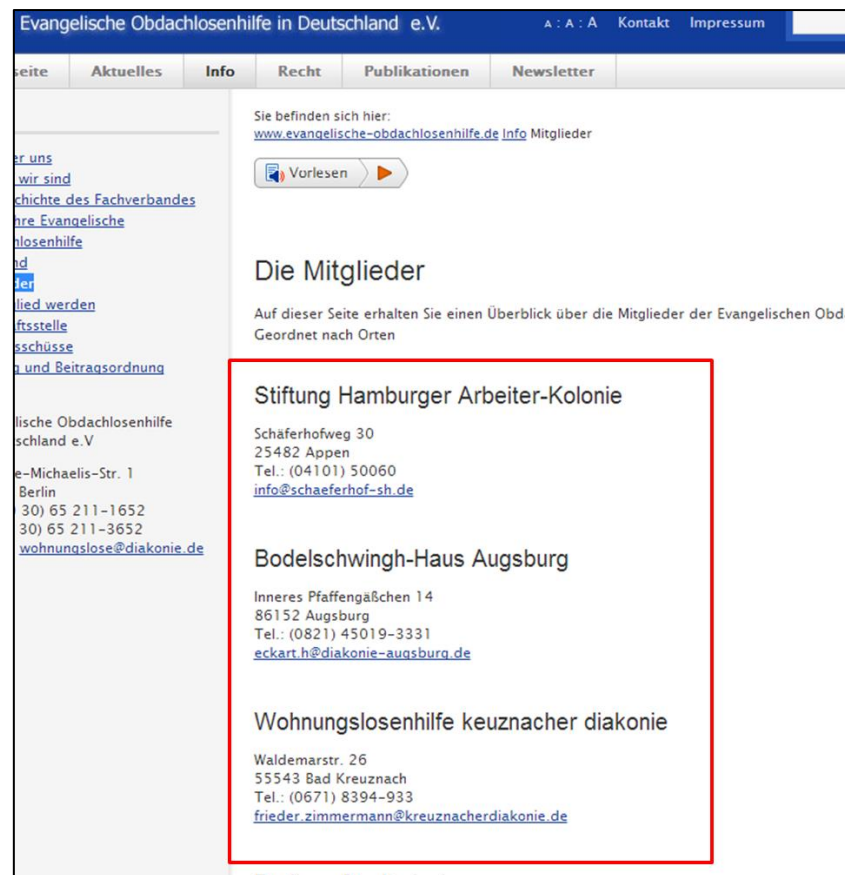 Evangelische Obdachlosenhilfe in Deutschland e.V.
A : A : A Kontakt Impressum
seite Aktuelles Info Recht Publikationen Newsletter
er uns
wir sind
chichte des Fachverbandes
hre Evangelische
hlosenhilfe
nd
der
lied werden
ftsstelle
sschüsse
g und Beitragsordnung
lische Obdachlosenhilfe
schland e.V
e-Michaelis-Str. 1
Berlin
30) 65 211-1652
30) 65 211-3652
wohnungslose@diakonie.de
Sie befinden sich hier:
www.evangelische-obdachlosenhilfe.de Info Mitglieder
Vorlesen
Die Mitglieder
Auf dieser Seite erhalten Sie einen Überblick über die Mitglieder der Evangelischen Obd
Geordnet nach Orten
Stiftung Hamburger Arbeiter-Kolonie
Schäferhofweg 30
25482 Appen
Tel.: (04101) 50060
info@schaeferhof-sh.de
Bodelschwingh-Haus Augsburg
Inneres Pfaffengäßchen 14
86152 Augsburg
Tel.: (0821) 45019-3331
eckart.h@diakonie-augsburg.de
Wohnungslosenhilfe keuznacher diakonie
Waldemarstr. 26
55543 Bad Kreuznach
Tel.: (0671) 8394-933
frieder.zimmermann@kreuznacherdiakonie.de